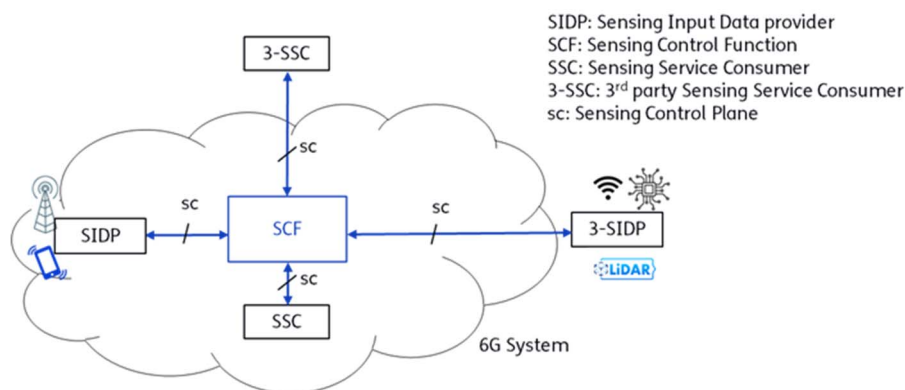 SIDP: Sensing Input Data provider
SCF: Sensing Control Function
SSC: Sensing Service Consumer
3-SSC: 3rd party Sensing Service Consumer
sc: Sensing Control Plane
3-SSC
sc
sc
sc
SIDP
SCF
3-SIDP
LiDAR
sc
SSC
6G System